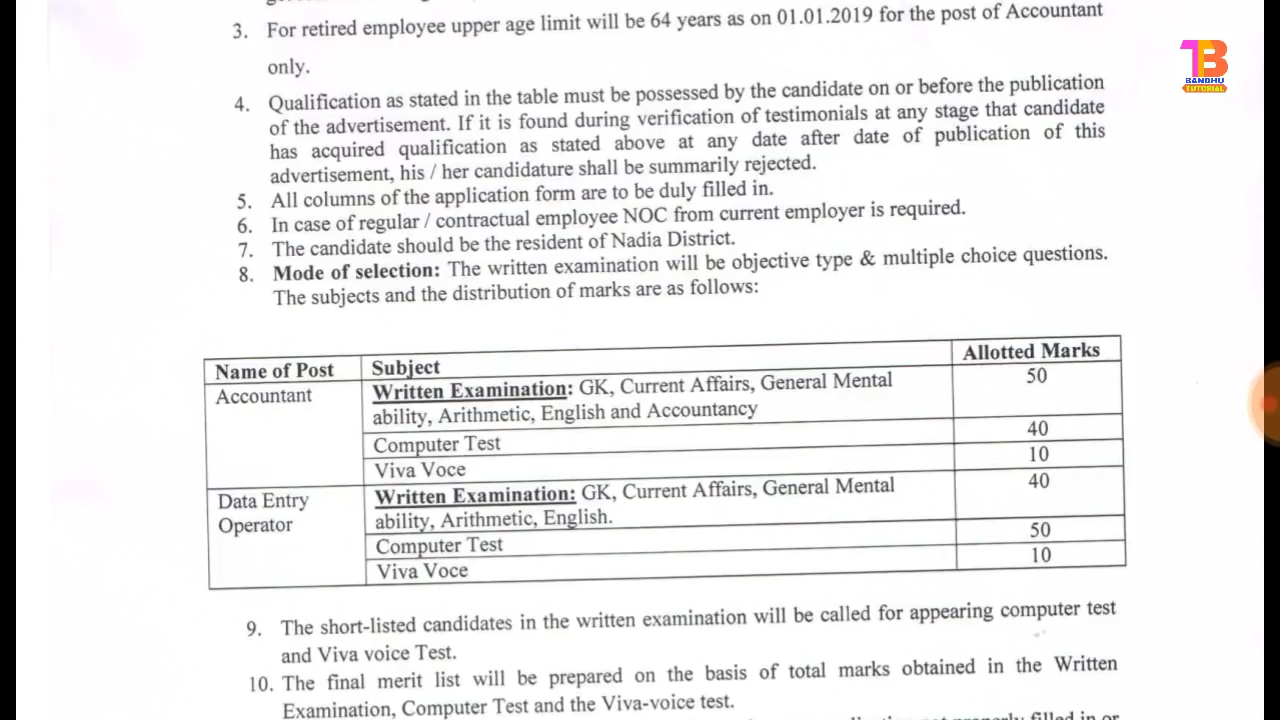 3. For retired employee upper age limit will be 64 years as on 01.01.2019 for the post of Accountant
only.
4. Qualification as stated in the table must be possessed by the candidate on or before the publication
of the advertisement. If it is found during verification of testimonials at any stage that candidate
has acquired qualification as stated above at any date after date of publication of this
advertisement, his / her candidature shall be summarily rejected.
5. All columns of the application form are to be duly filled in.
6. In case of regular / contractual employee NOC from current employer is required.
7. The candidate should be the resident of Nadia District.
8. Mode of selection: The written examination will be objective type & multiple choice questions.
The subjects and the distribution of marks are as follows:
Name of Post Subject Allotted Marks
Accountant Written Examination: GK, Current Affairs, General Mental 50
ability, Arithmetic, English and Accountancy
Computer Test 40
Viva Voce 10
Data Entry Written Examination: GK, Current Affairs, General Mental 40
Operator ability, Arithmetic, English.
Computer Test 50
Viva Voce 10
9. The short-listed candidates in the written examination will be called for appearing computer test
and Viva voice Test.
10. The final merit list will be prepared on the basis of total marks obtained in the Written
Examination, Computer Test and the Viva-voice test.
filled in or
TB
BANDHU
TUTORIAL